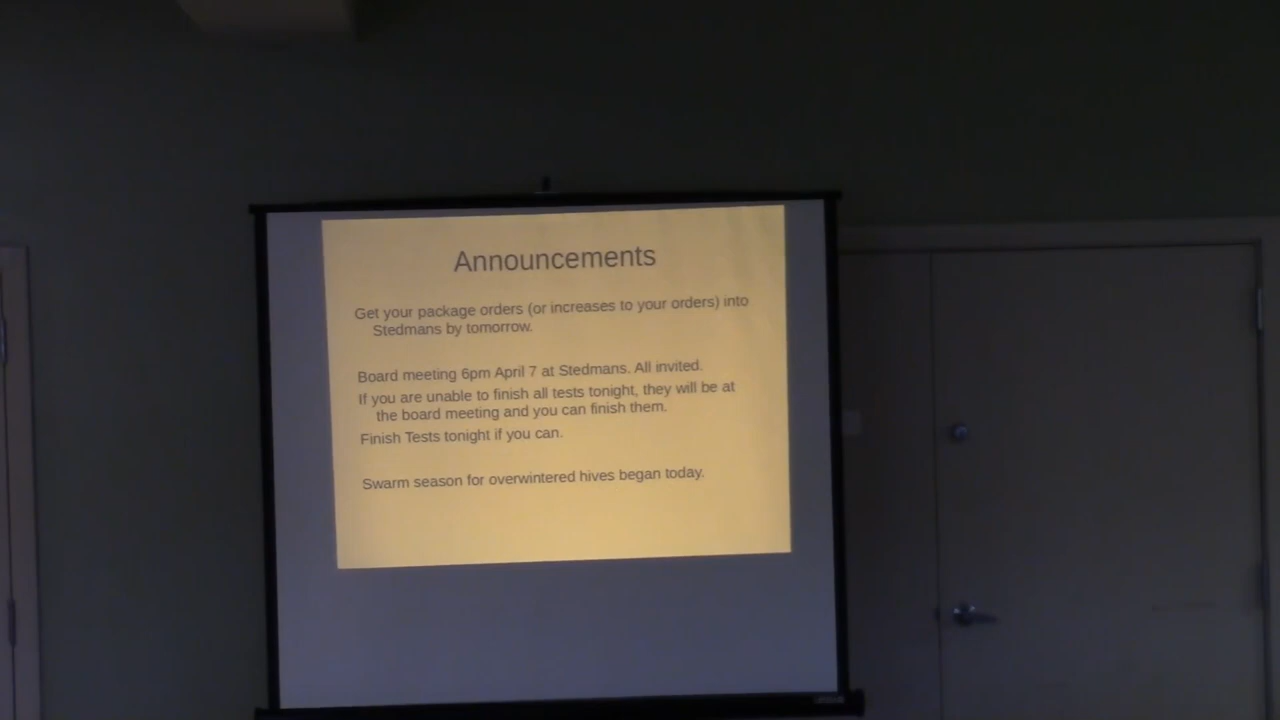 Announcements
Get your package orders (or increases to your orders) into
Stedmans by tomorrow.
Board meeting 6pm April 7 at Stedmans. All invited.
If you are unable to finish all tests tonight, they will be at
the board meeting and you can finish them.
Finish Tests tonight if you can.
Swarm season for overwintered hives began today.